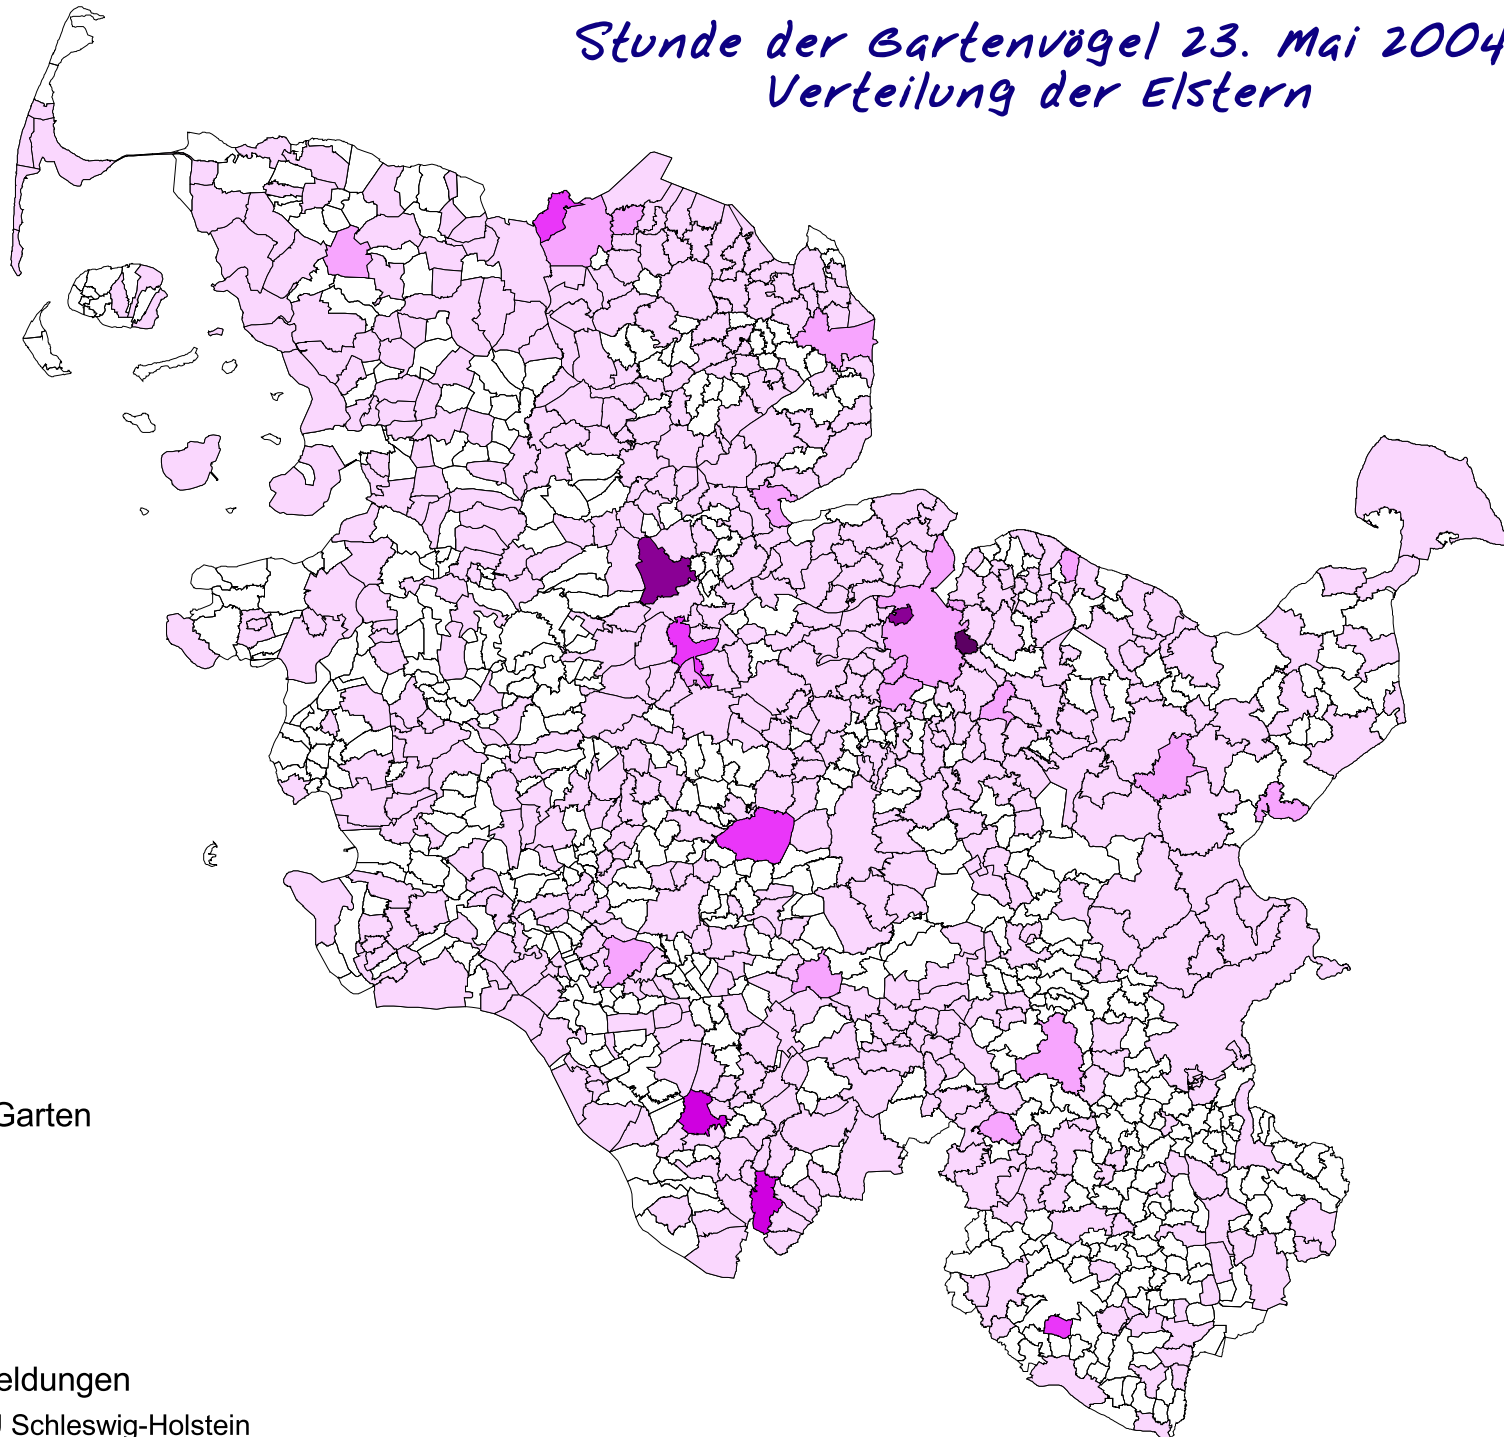 Stunde der Gartenvögel 23. Mai 2004
Verteilung der Elstern
Garten
eldungen
Schleswig-Holstein